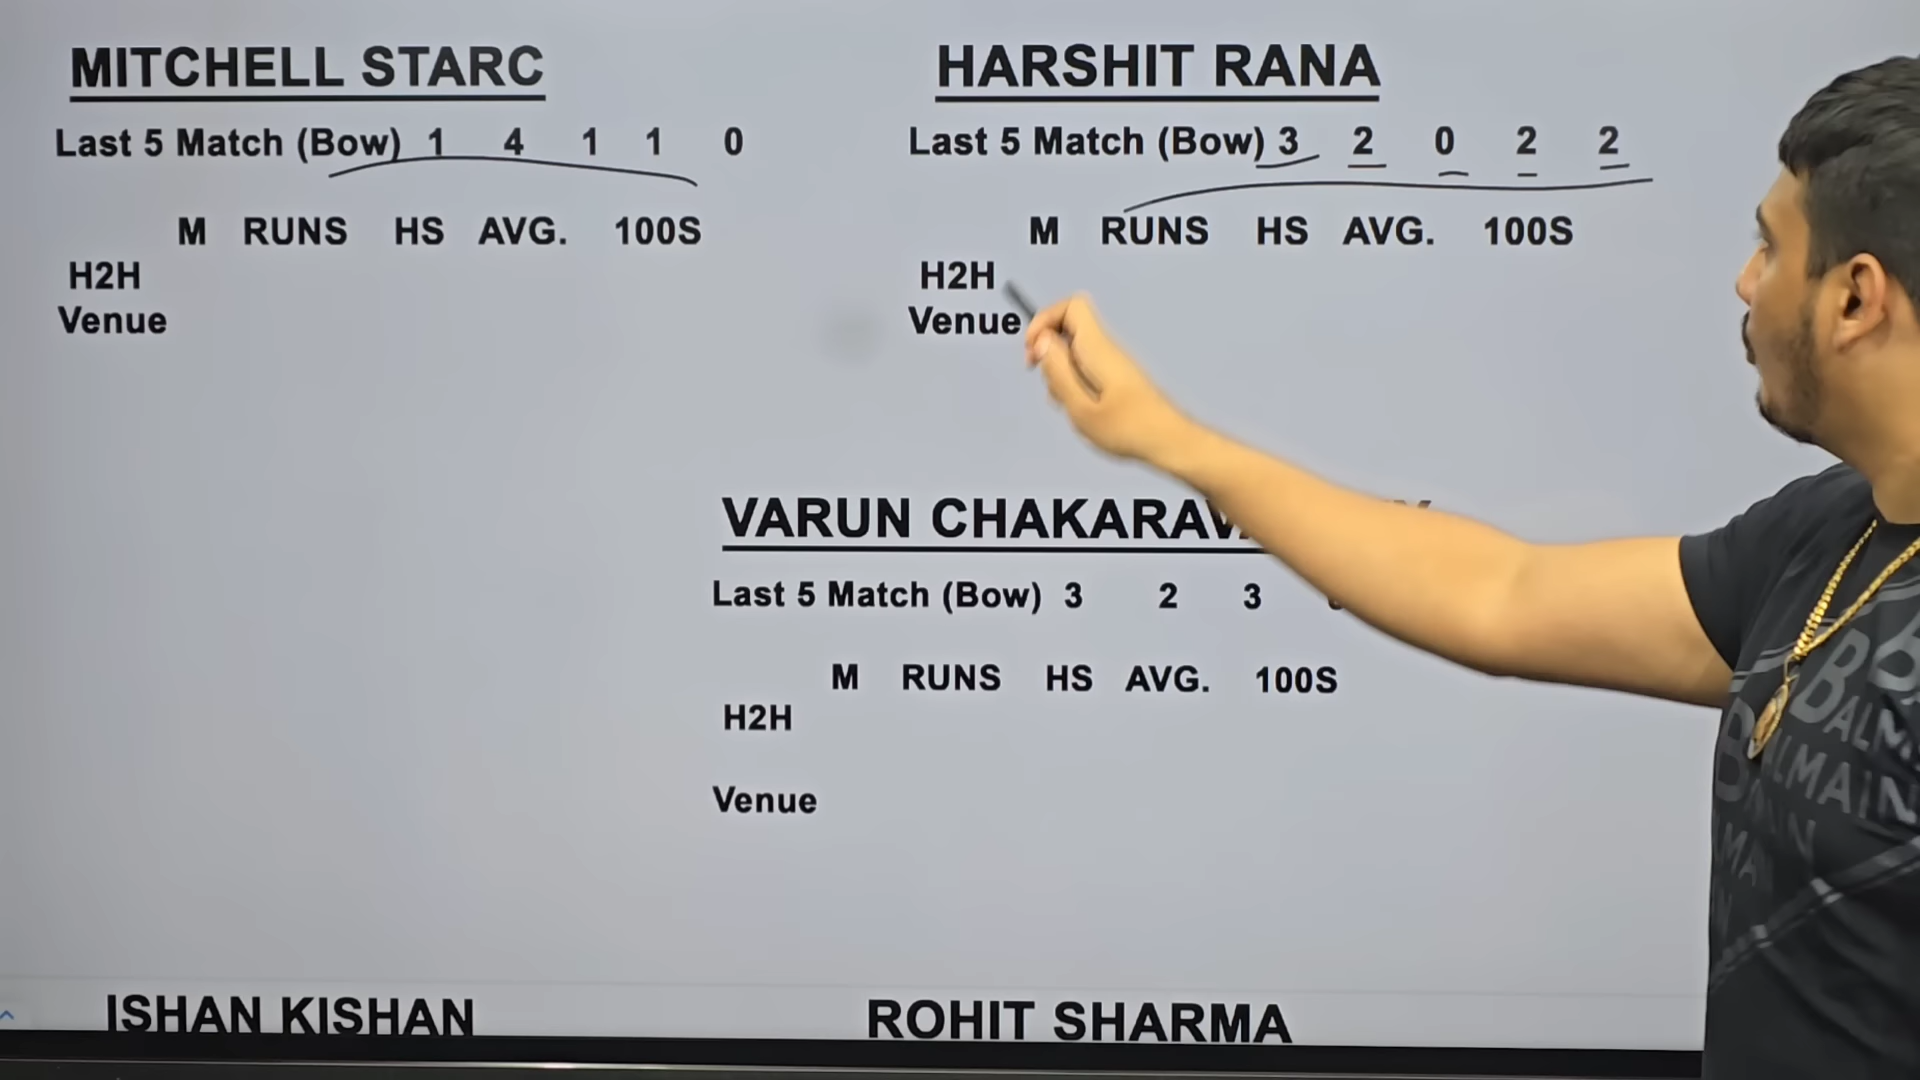 MITCHELL STARC
Last 5 Match (Bow) 1 4 1 1 0
M RUNS HS AVG. 100S
H2H
Venue
HARSHIT RANA
Last 5 Match (Bow) 3 2 0 2 2
M RUNS HS AVG. 100S
H2H
Venue
VARUN
Last 5 Match (Bow) 3 2 3
M RUNS HS AVG. 100S
H2H
Venue
ISHAN KISHAN
ROHIT SHARMA
BALMAIN